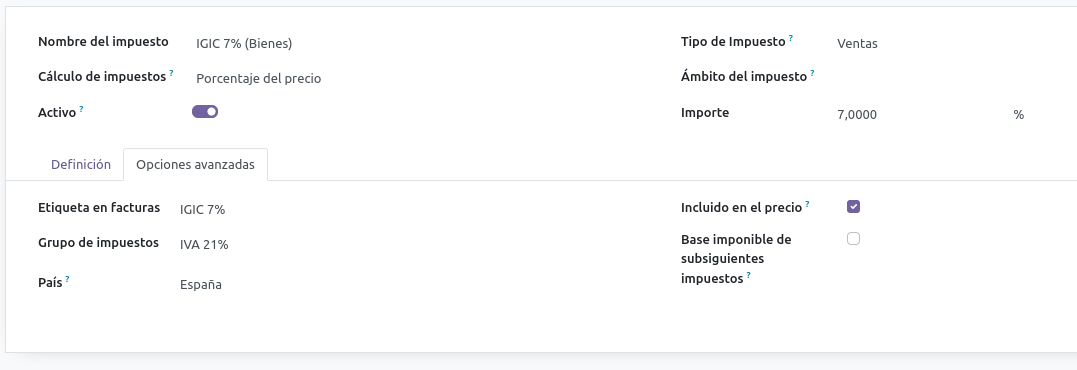 Nombre del impuesto IGIC 7% (Bienes) Tipo de Impuesto ? Ventas
Cálculo de impuestos ? Porcentaje del precio Ámbito del impuesto ?
Activo ? Importe 7,0000 %
Definición Opciones avanzadas
Etiqueta en facturas IGIC 7% Incluido en el precio ?
Grupo de impuestos IVA 21% Base imponible de
subsiguientes
impuestos ?
País ? España